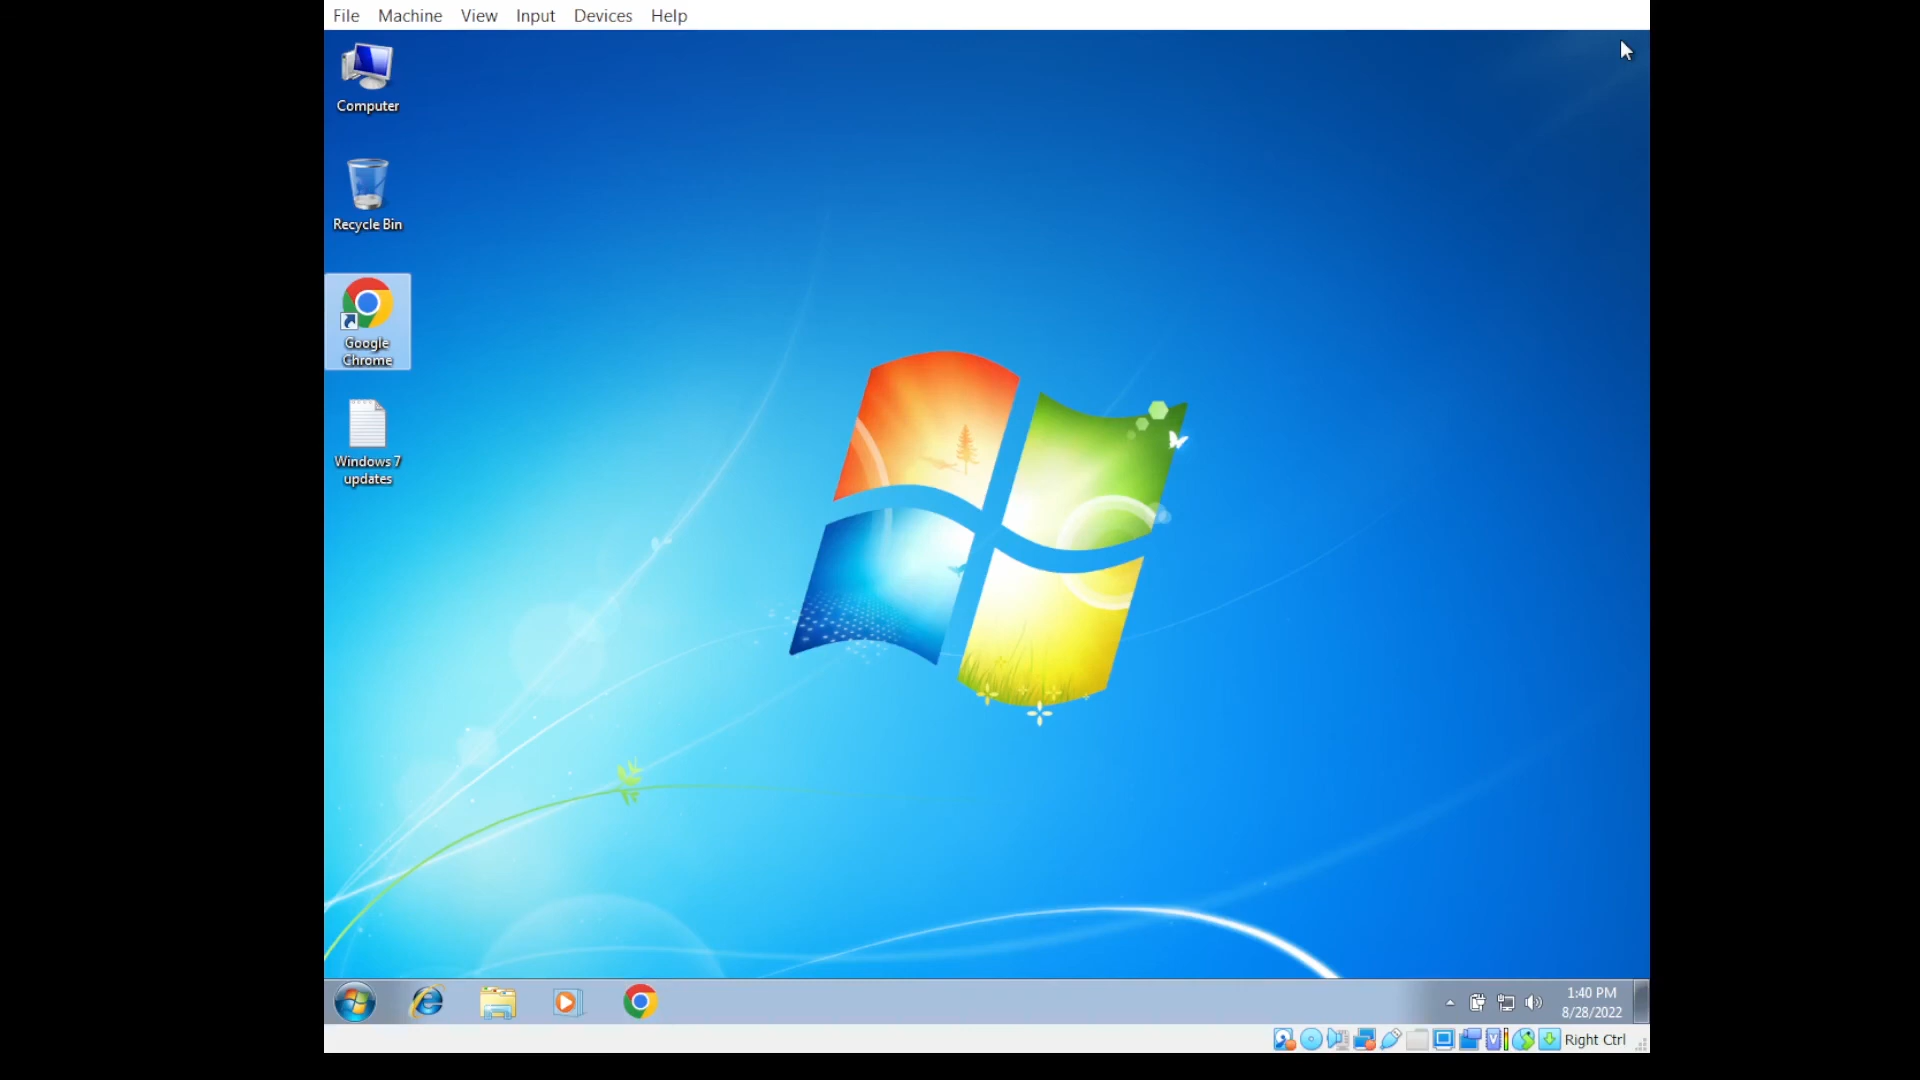 File Machine View Input Devices Help
Computer
Recycle Bin
Google
Chrome
Windows 7
updates
1:40 PM
8/28/2022
Right Ctrl